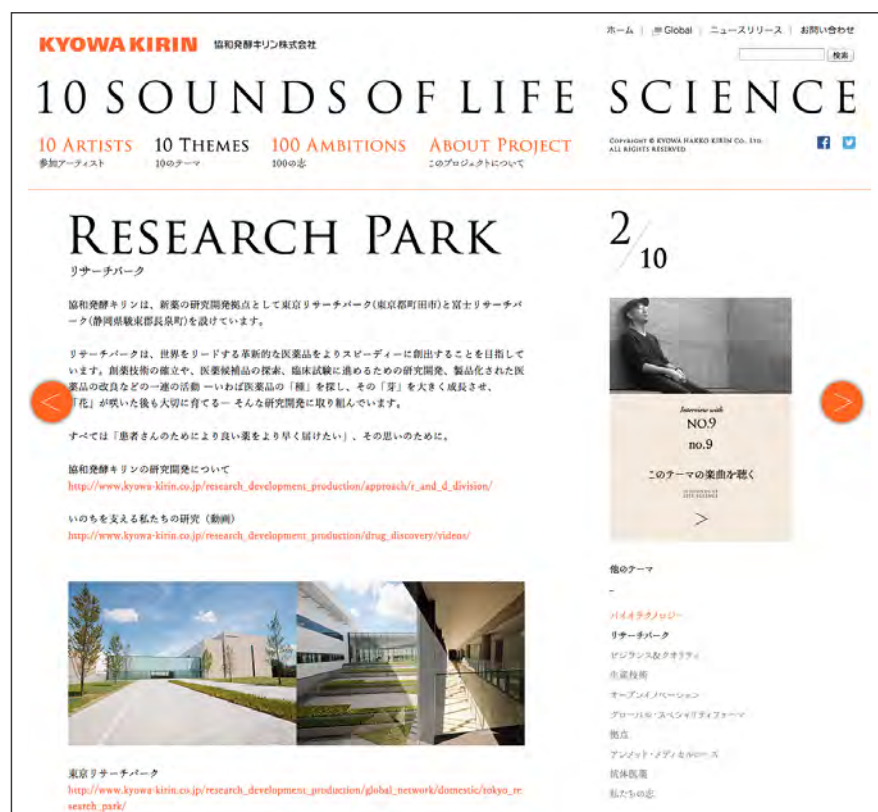 KYOWA KIRIN 協和発酵キリン株式会社
ホーム | Global | ニュースリリース | お問い合わせ
検索
10 SOUNDS OF LIFE SCIENCE
10 ARTISTS 10 THEMES 100 AMBITIONS ABOUT PROJECT
参加アーティスト 10のテーマ 100の志 このプロジェクトについて
COPYRIGHT © KYOWA HAKKO KIRIN CO., LTD.
ALL RIGHTS RESERVED
RESEARCH PARK
リサーチパーク
協和発酵キリンは、新薬の研究開発拠点として東京リサーチパーク(東京都町田市)と富士リサーチパ
ーク(静岡県駿東郡長泉町)を設けています。
リサーチパークは、世界をリードする革新的な医薬品をよりスピーディーに創出することを目指して
います。創薬技術の確立や、医薬候補品の探索、臨床試験に進めるための研究開発、製品化された医
薬品の改良などの一連の活動 ーいわば医薬品の「種」を探し、その「芽」を大きく成長させ、
「花」が咲いた後も大切に育てるー そんな研究開発に取り組んでいます。
すべては「患者さんのためにより良い薬をより早く届けたい」、その思いのために。
協和発酵キリンの研究開発について
http://www.kyowa-kirin.co.jp/research_development_production/approach/r_and_d_division/
いのちを支える私たちの研究（動画）
http://www.kyowa-kirin.co.jp/research_development_production/drug_discovery/videos/
東京リサーチパーク
http://www.kyowa-kirin.co.jp/research_development_production/global_network/domestic/tokyo_re
search_park/
2/10
Interview with
NO.9
no.9
このテーマの楽曲を聴く
10 SOUNDS OF
LIFE SCIENCE
他のテーマ
–
バイオテクノロジー
リサーチパーク
ビジランス&クオリティ
生産技術
オープンイノベーション
グローバル・スペシャリティファーマ
拠点
アンメット・メディカルニーズ
抗体医薬
私たちの志